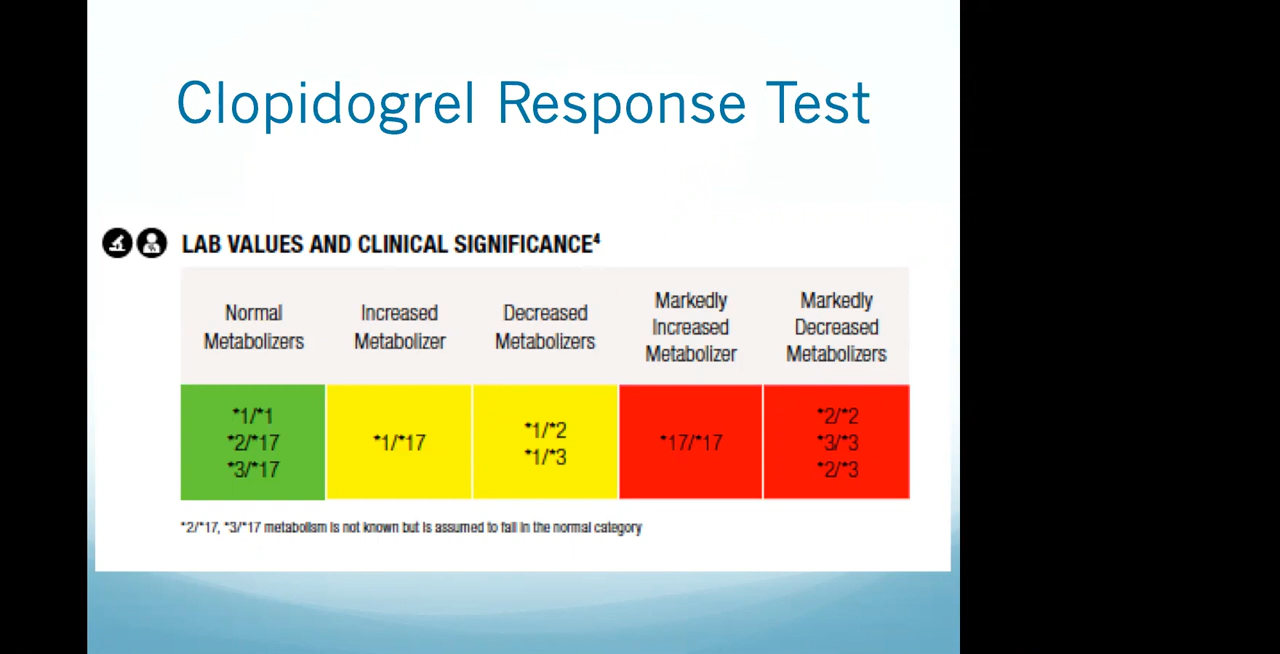 Clopidogrel Response Test
LAB VALUES AND CLINICAL SIGNIFICANCE⁴
Normal
Metabolizers
Increased
Metabolizer
Decreased
Metabolizers
Markedly
Increased
Metabolizer
Markedly
Decreased
Metabolizers
*1/*1
*2/*17
*3/*17
*1/*17
*1/*2
*1/*3
*17/*17
*2/*2
*3/*3
*2/*3
*2/*17, *3/*17 metabolism is not known but is assumed to fall in the normal category